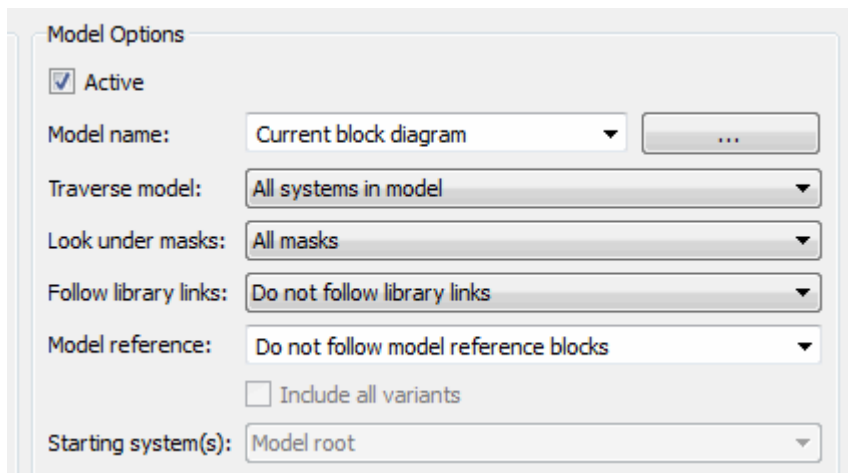 Model Options
Active
Model name: Current block diagram ...
Traverse model: All systems in model
Look under masks: All masks
Follow library links: Do not follow library links
Model reference: Do not follow model reference blocks
Include all variants
Starting system(s): Model root